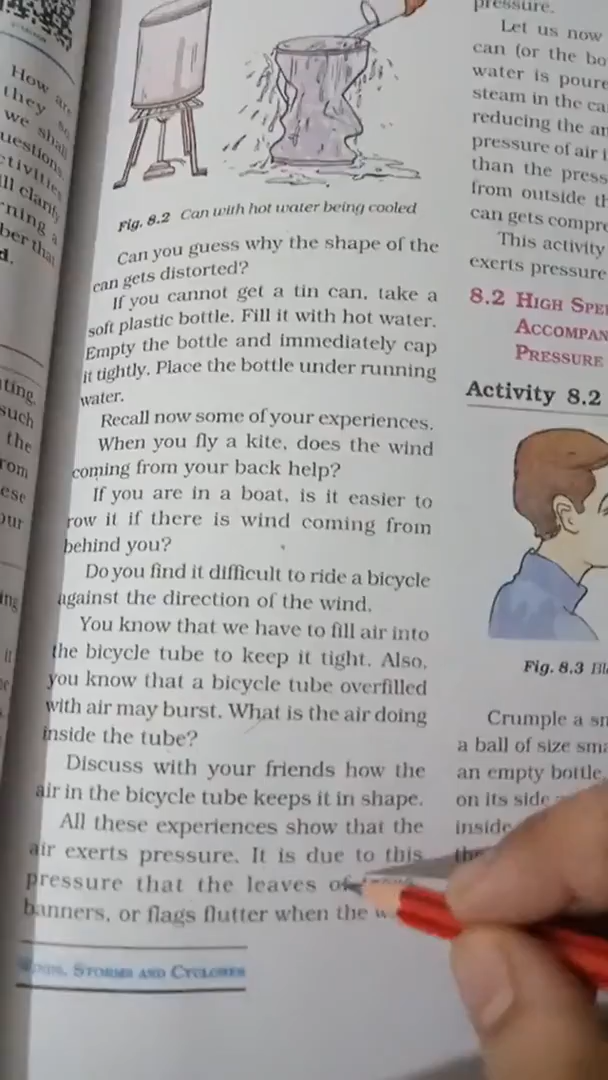 How are
they
we shall
uestions.
ctivities
ill clarify
rning a
ber that
d.
ting,
such
the
rom
ese
our
ing
it
Fig. 8.2 Can with hot water being cooled
Can you guess why the shape of the
can gets distorted?
If you cannot get a tin can, take a
soft plastic bottle. Fill it with hot water.
Empty the bottle and immediately cap
it tightly. Place the bottle under running
water.
Recall now some of your experiences.
When you fly a kite, does the wind
coming from your back help?
If you are in a boat, is it easier to
row it if there is wind coming from
behind you?
Do you find it difficult to ride a bicycle
against the direction of the wind.
You know that we have to fill air into
the bicycle tube to keep it tight. Also,
you know that a bicycle tube overfilled
with air may burst. What is the air doing
inside the tube?
Discuss with your friends how the
air in the bicycle tube keeps it in shape.
All these experiences show that the
air exerts pressure. It is due to this
pressure that the leaves of
banners, or flags flutter when the w
Winds, Storms and Cyclones
pressure.
Let us now
can (or the bo
water is poure
steam in the ca
reducing the am
pressure of air i
than the press
from outside th
can gets compre
This activity
exerts pressure
8.2 High Spe
Accompan
Pressure
Activity 8.2
Fig. 8.3 Blo
Crumple a sm
a ball of size sma
an empty bottle
on its side
inside
the